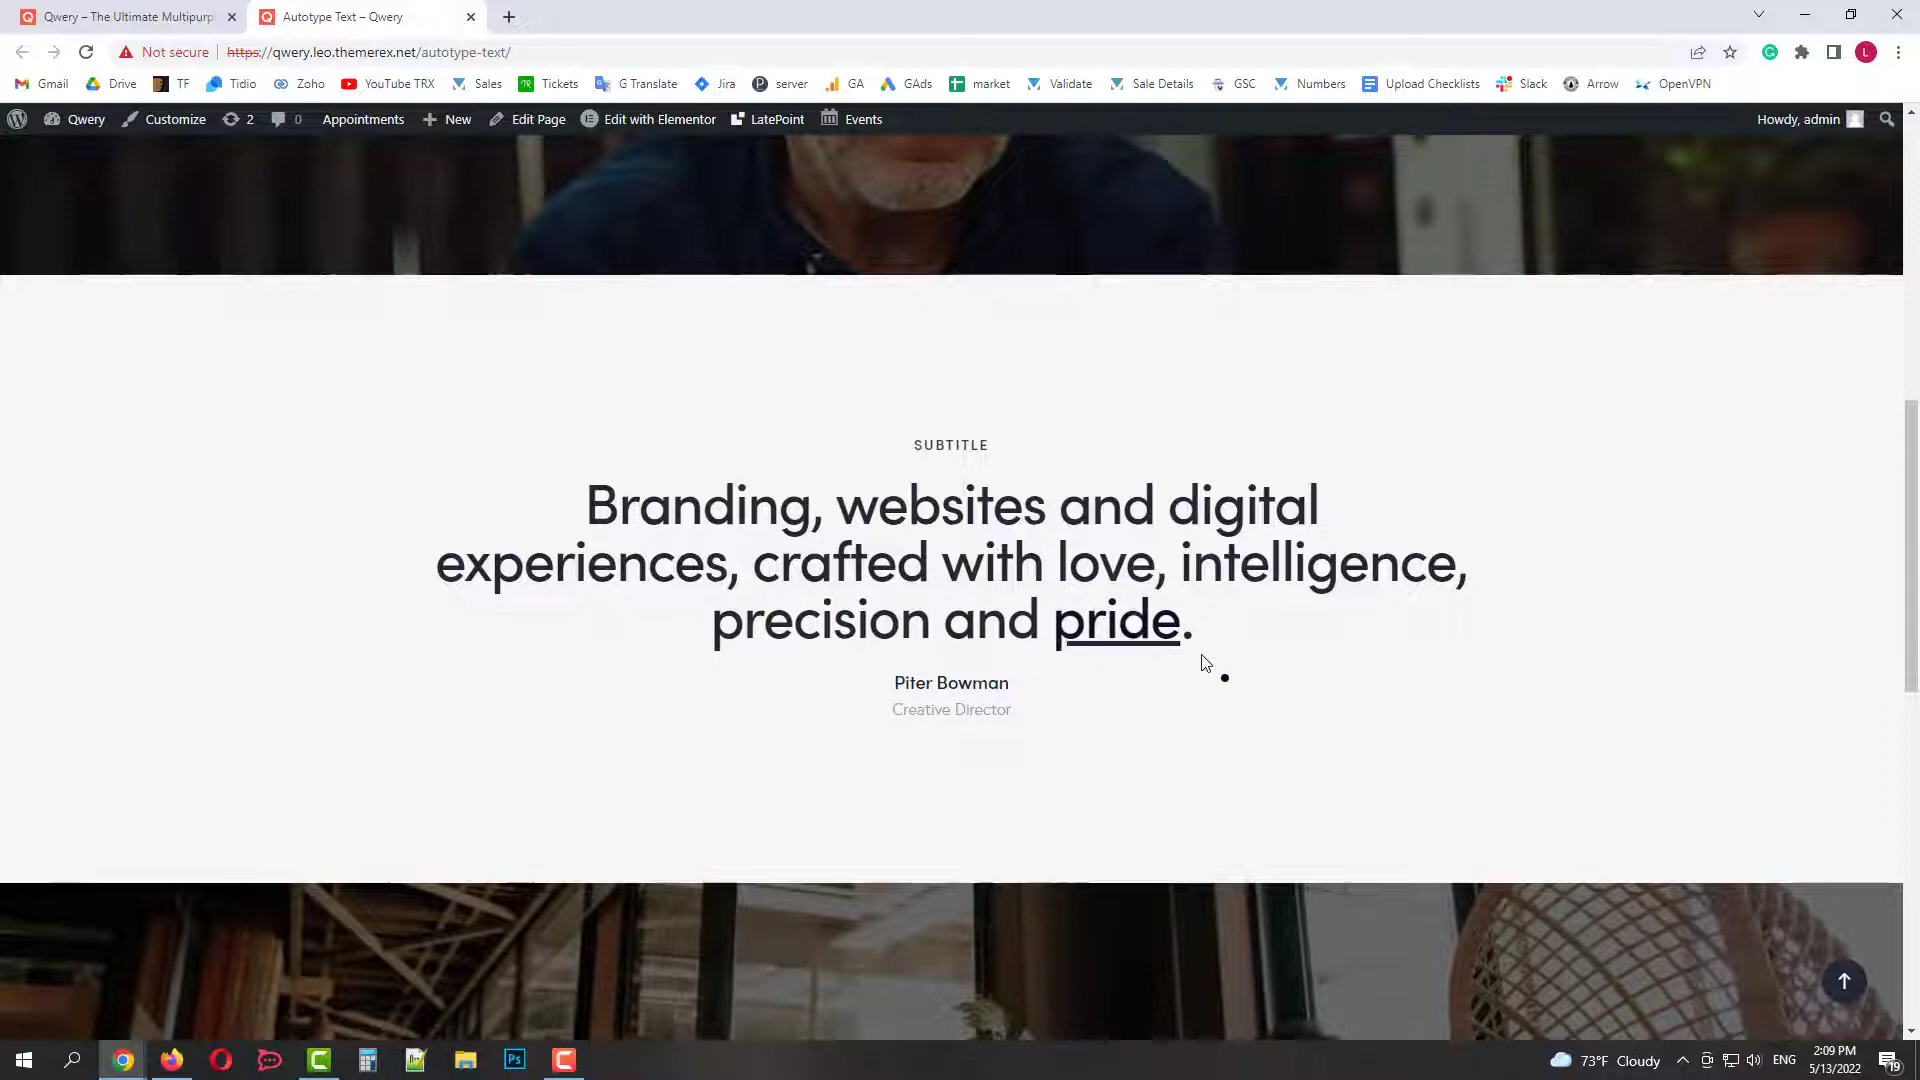 Qwery – The Ultimate Multipurp
Autotype Text – Qwery
Not secure
https://qwery.leo.themerex.net/autotype-text/
L
Gmail
Drive
TF
Tidio
Zoho
YouTube TRX
Sales
Tickets
G Translate
Jira
server
GA
GAds
market
Validate
Sale Details
GSC
Numbers
Upload Checklists
Slack
Arrow
OpenVPN
Qwery
Customize
2
0
Appointments
New
Edit Page
Edit with Elementor
LatePoint
Events
Howdy, admin
SUBTITLE
Branding, websites and digital
experiences, crafted with love, intelligence,
precision and pride.
Piter Bowman
Creative Director
Ps
73°F Cloudy
ENG
2:09 PM
5/13/2022
19